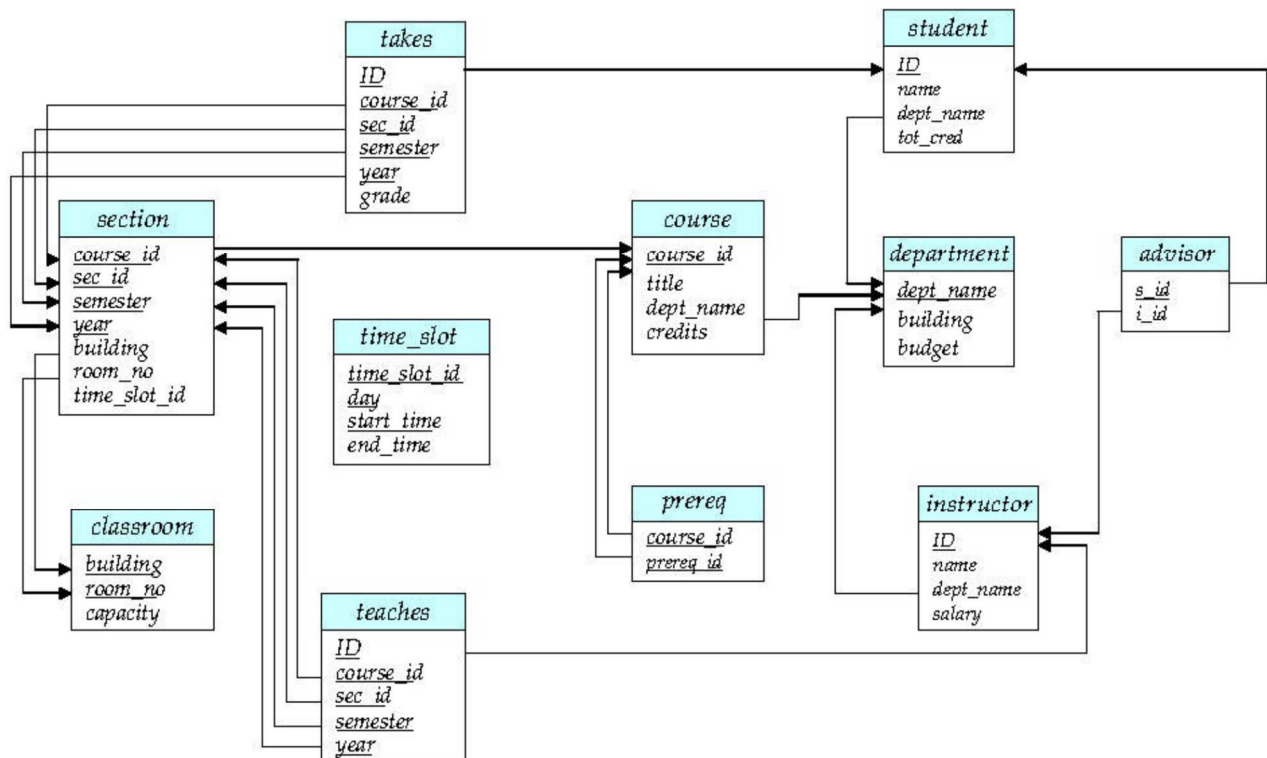 takes
ID
course_id
sec_id
semester
year
grade
student
ID
name
dept_name
tot_cred
section
course_id
sec_id
semester
year
building
room_no
time_slot_id
course
course_id
title
dept_name
credits
department
dept_name
building
budget
advisor
s_id
i_id
time_slot
time_slot_id
day
start_time
end_time
prereq
course_id
prereq_id
instructor
ID
name
dept_name
salary
classroom
building
room_no
capacity
teaches
ID
course_id
sec_id
semester
year